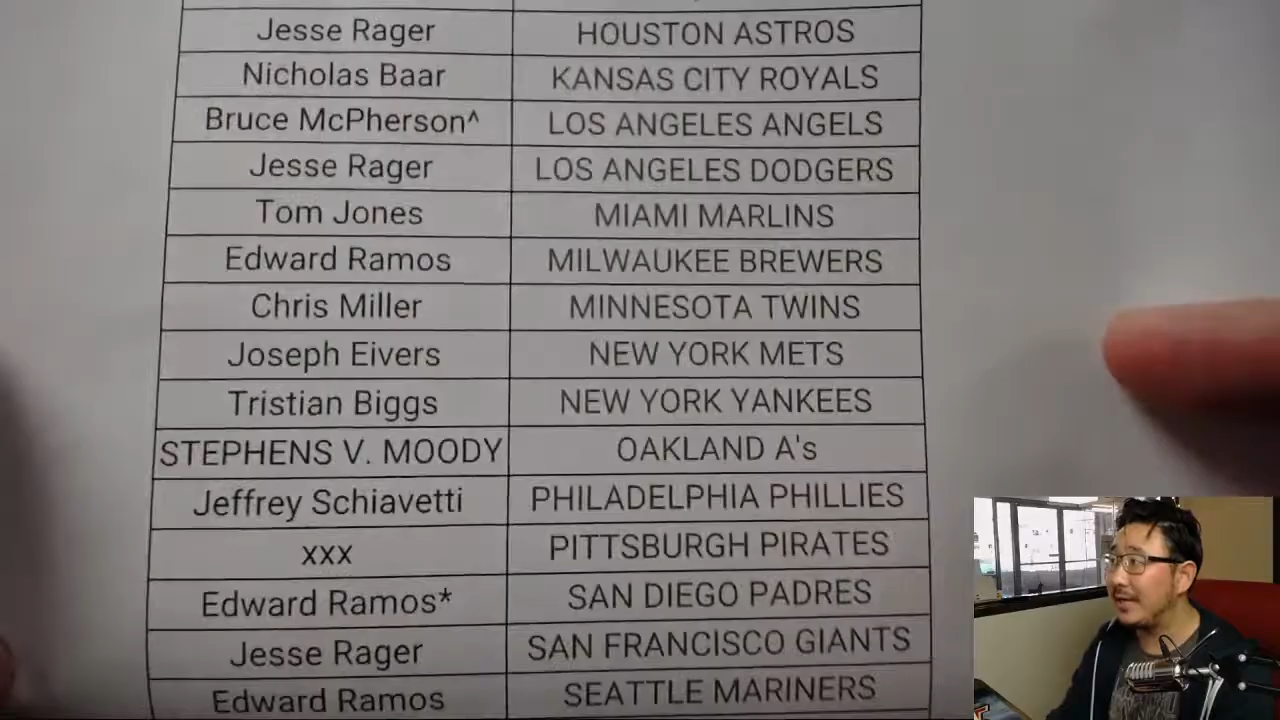 Jesse Rager HOUSTON ASTROS
Nicholas Baar KANSAS CITY ROYALS
Bruce McPherson^ LOS ANGELES ANGELS
Jesse Rager LOS ANGELES DODGERS
Tom Jones MIAMI MARLINS
Edward Ramos MILWAUKEE BREWERS
Chris Miller MINNESOTA TWINS
Joseph Eivers NEW YORK METS
Tristian Biggs NEW YORK YANKEES
STEPHENS V. MOODY OAKLAND A's
Jeffrey Schiavetti PHILADELPHIA PHILLIES
xxx PITTSBURGH PIRATES
Edward Ramos* SAN DIEGO PADRES
Jesse Rager SAN FRANCISCO GIANTS
Edward Ramos SEATTLE MARINERS